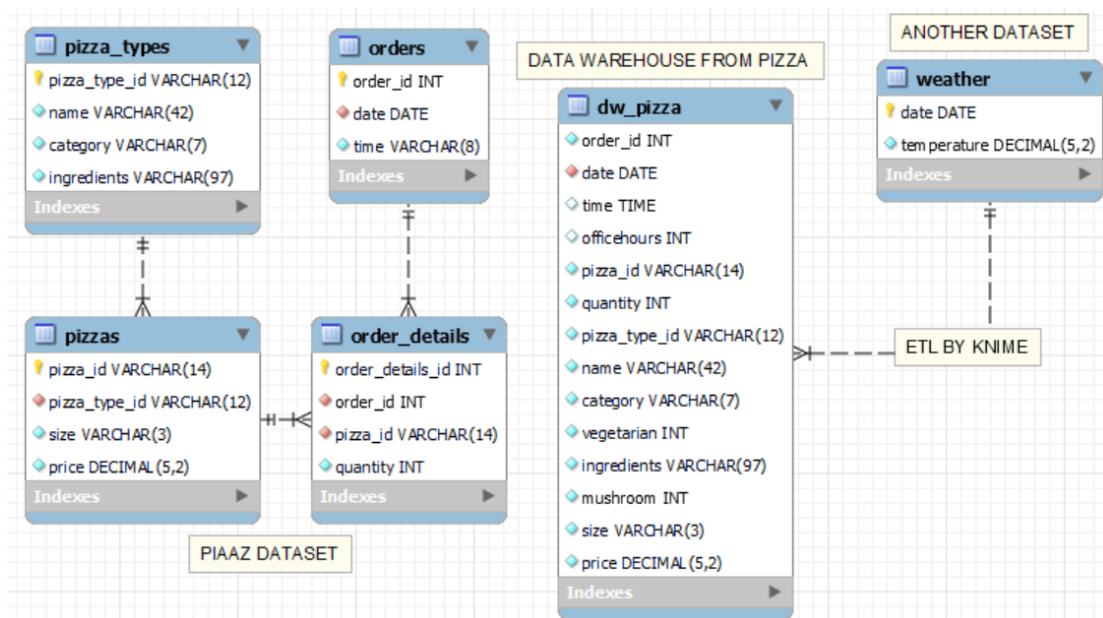 pizza_types
pizza_type_id VARCHAR(12)
name VARCHAR(42)
category VARCHAR(7)
ingredients VARCHAR(97)
Indexes
orders
order_id INT
date DATE
time VARCHAR(8)
Indexes
pizzas
pizza_id VARCHAR(14)
pizza_type_id VARCHAR(12)
size VARCHAR(3)
price DECIMAL(5,2)
Indexes
order_details
order_details_id INT
order_id INT
pizza_id VARCHAR(14)
quantity INT
Indexes
PIAAZ DATASET
DATA WAREHOUSE FROM PIZZA
dw_pizza
order_id INT
date DATE
time TIME
officehours INT
pizza_id VARCHAR(14)
quantity INT
pizza_type_id VARCHAR(12)
name VARCHAR(42)
category VARCHAR(7)
vegetarian INT
ingredients VARCHAR(97)
mushroom INT
size VARCHAR(3)
price DECIMAL(5,2)
Indexes
ANOTHER DATASET
weather
date DATE
temperature DECIMAL(5,2)
Indexes
ETL BY KNIME